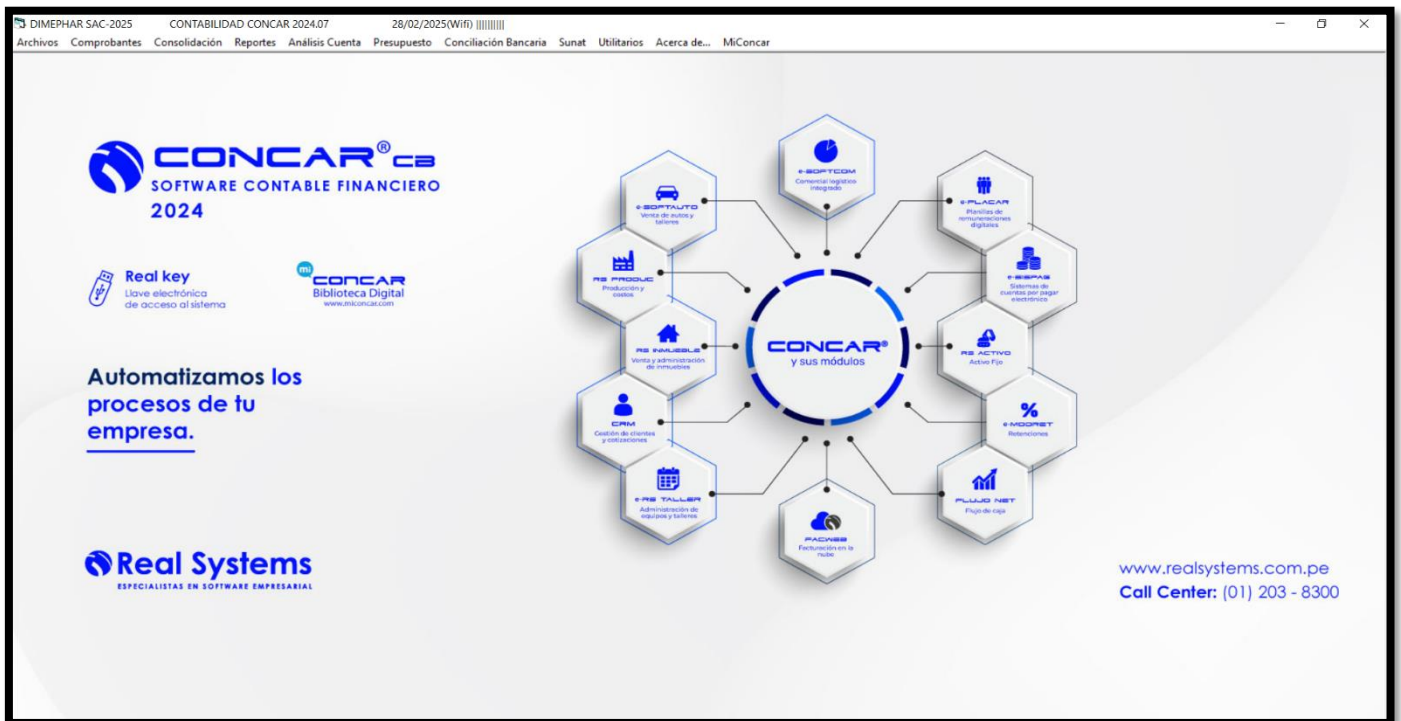 DIMEPHAR SAC-2025 CONTABILIDAD CONCAR 2024.07 28/02/2025(Wifi) ||||||||||
Archivos Comprobantes Consolidación Reportes Análisis Cuenta Presupuesto Conciliación Bancaria Sunat Utilitarios Acerca de... MiConcar
CONCAR® CB
SOFTWARE CONTABLE FINANCIERO
2024
Real key
Llave electrónica
de acceso al sistema
mi
CONCAR
Biblioteca Digital
www.miconcar.com
Automatizamos los
procesos de tu
empresa.
Real Systems
ESPECIALISTAS EN SOFTWARE EMPRESARIAL
e-SOFTCOM
Comercial logístico
integrado
e-SOFTAUTO
Venta de autos y
talleres
e-PLACAR
Planillas de
remuneraciones
digitales
RS PRODUC
Producción y
costos
e-SISPAG
Sistemas de
cuentas por pagar
electrónico
RS INMUEBLE
Venta y administración
de inmuebles
CONCAR®
y sus módulos
RS ACTIVO
Activo Fijo
CRM
Gestión de clientes
y cotizaciones
%
e-MODRET
Retenciones
e-RS TALLER
Administración de
equipos y talleres
FLUJO NET
Flujo de caja
FACWEB
Facturación en la
nube
www.realsystems.com.pe
Call Center: (01) 203 - 8300